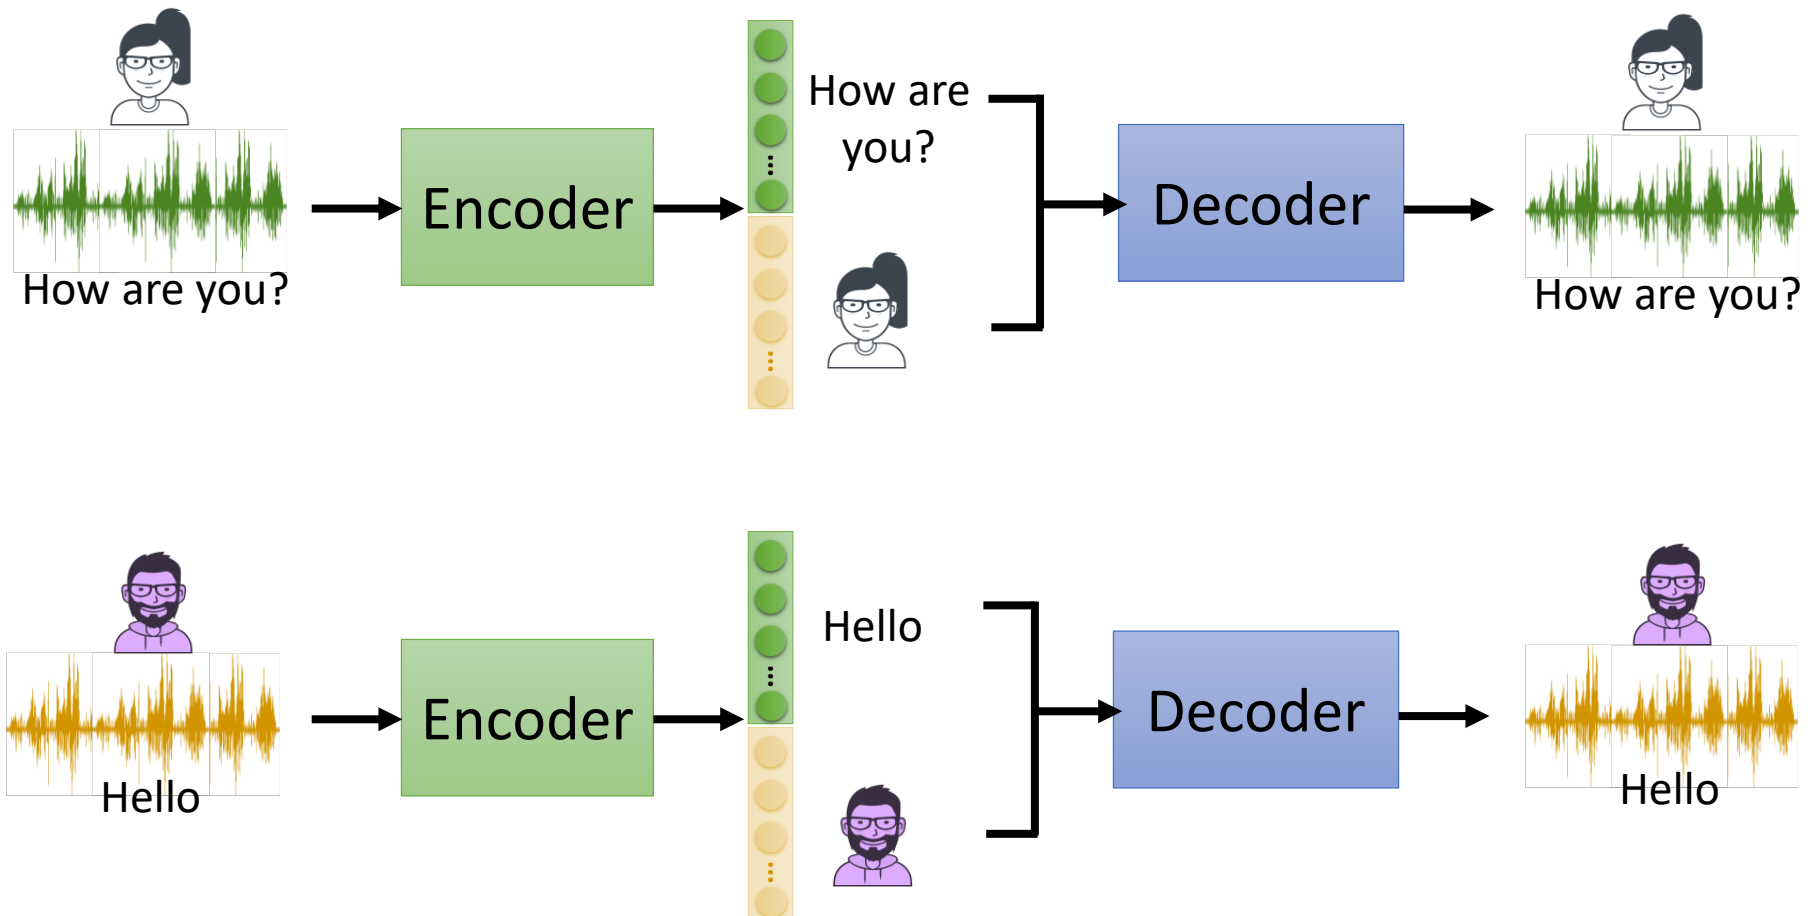 How are
you?
Encoder
Decoder
How are you?
How are you?
Hello
Encoder
Decoder
Hello
Hello